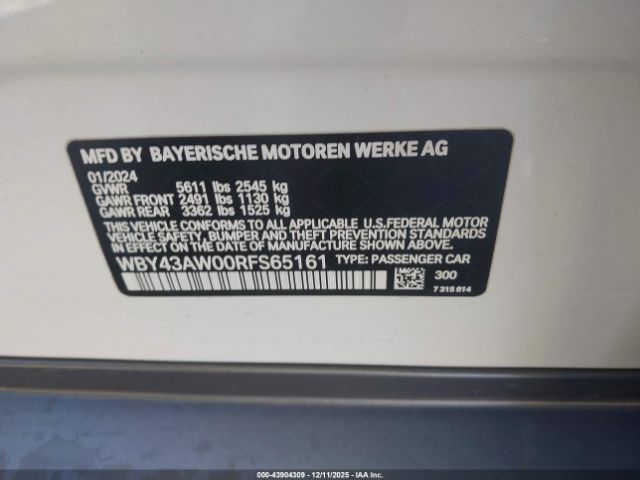 MFD BY BAYERISCHE MOTOREN WERKE AG
01/2024
GVWR 5611 lbs 2545 kg
GAWR FRONT 2491 lbs 1130 kg
GAWR REAR 3362 lbs 1525 kg
THIS VEHICLE CONFORMS TO ALL APPLICABLE U.S.FEDERAL MOTOR
VEHICLE SAFETY, BUMPER, AND THEFT PREVENTION STANDARDS
IN EFFECT ON THE DATE OF MANUFACTURE SHOWN ABOVE.
WBY43AW00RFS65161 TYPE: PASSENGER CAR
300
7 315 814
000-43904309 - 12/11/2025 - IAA Inc.